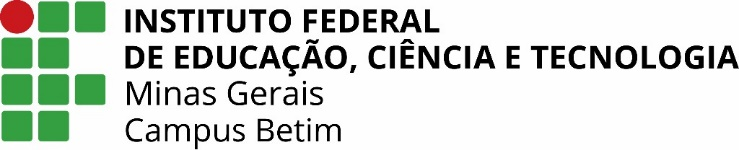 INSTITUTO FEDERAL
DE EDUCAÇÃO, CIÊNCIA E TECNOLOGIA
Minas Gerais
Campus Betim